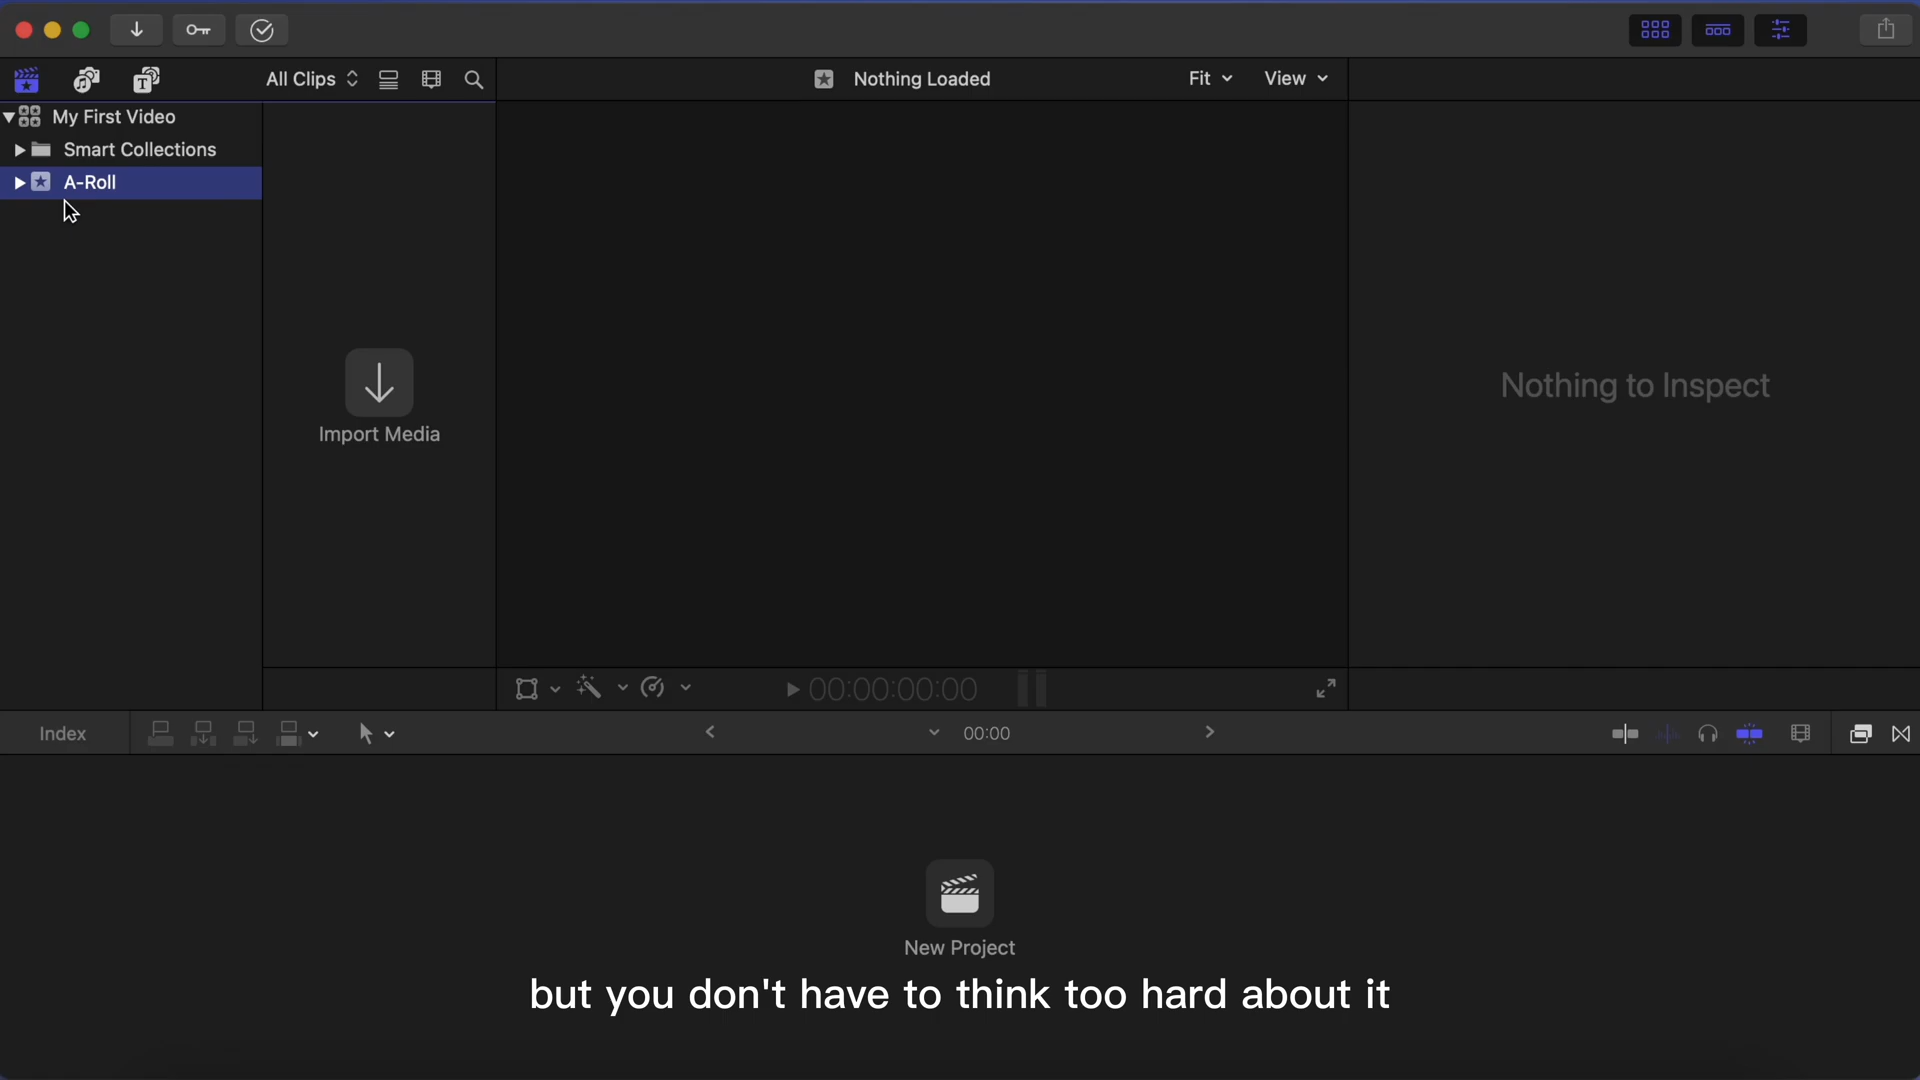 All Clips
Nothing Loaded
Fit
View
My First Video
Smart Collections
A-Roll
Import Media
Nothing to Inspect
00:00:00:00
Index
00:00
New Project
but you don't have to think too hard about it